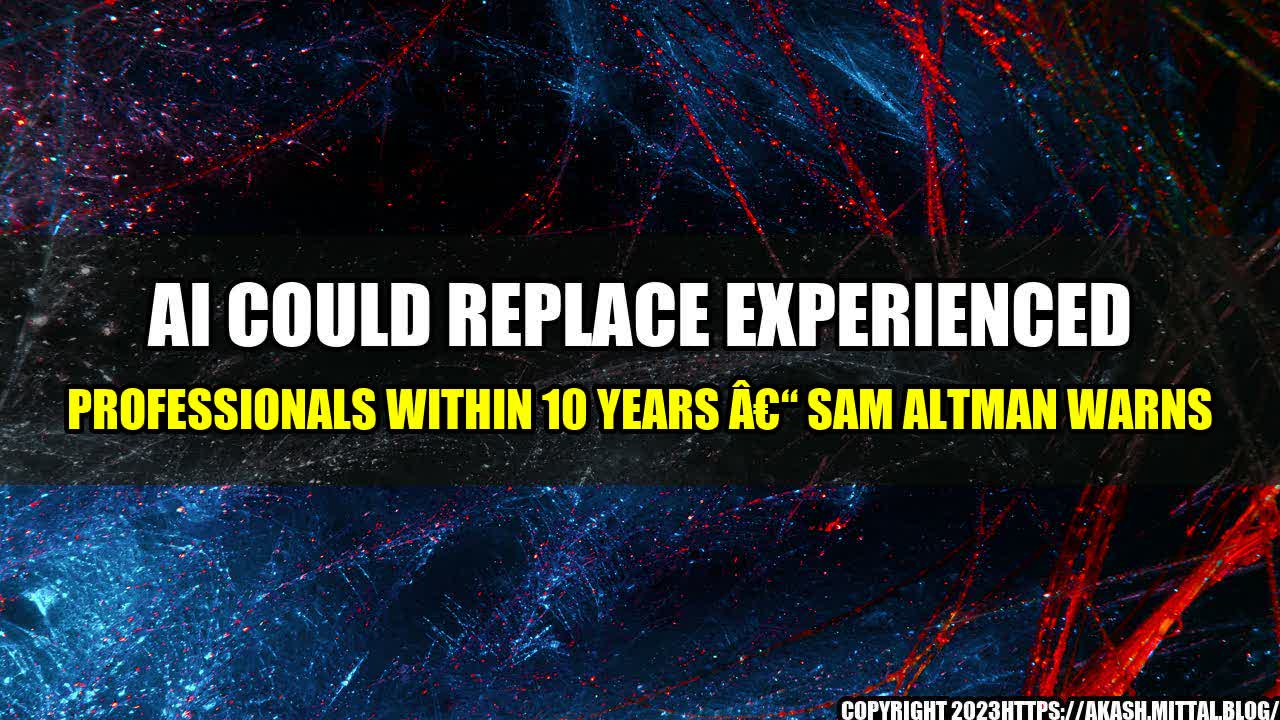 AI COULD REPLACE EXPERIENCED
PROFESSIONALS WITHIN 10 YEARS Â€“ SAM ALTMAN WARNS
COPYRIGHT 2023HTTPS://AKASH.MITTAL.BLOG/